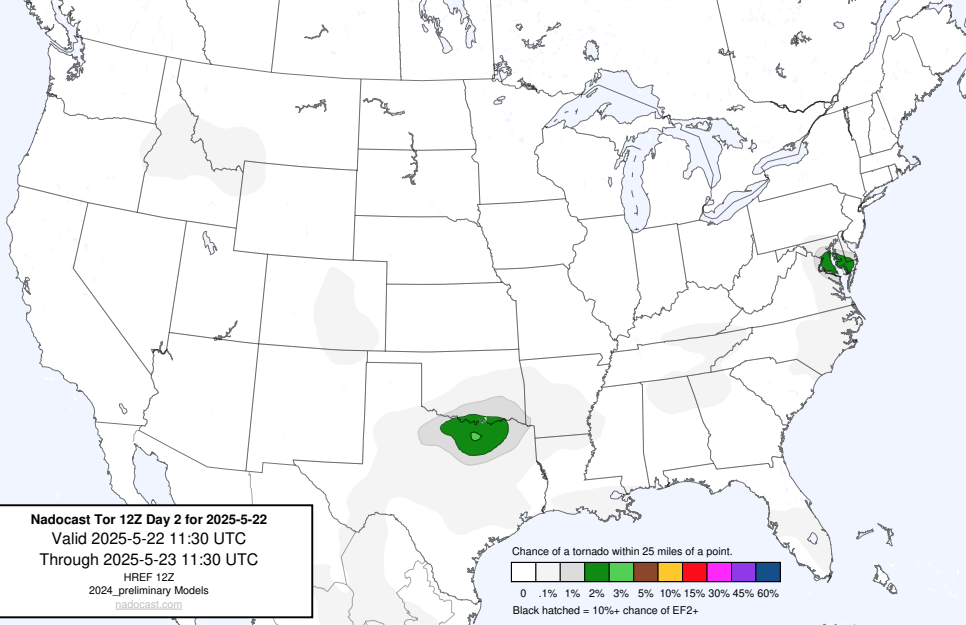 Nadocast Tor 12Z Day 2 for 2025-5-22
Valid 2025-5-22 11:30 UTC
Through 2025-5-23 11:30 UTC
HREF 12Z
2024_preliminary Models
nadocast.com
Chance of a tornado within 25 miles of a point.
0 .1% 1% 2% 3% 5% 10% 15% 30% 45% 60%
Black hatched = 10%+ chance of EF2+